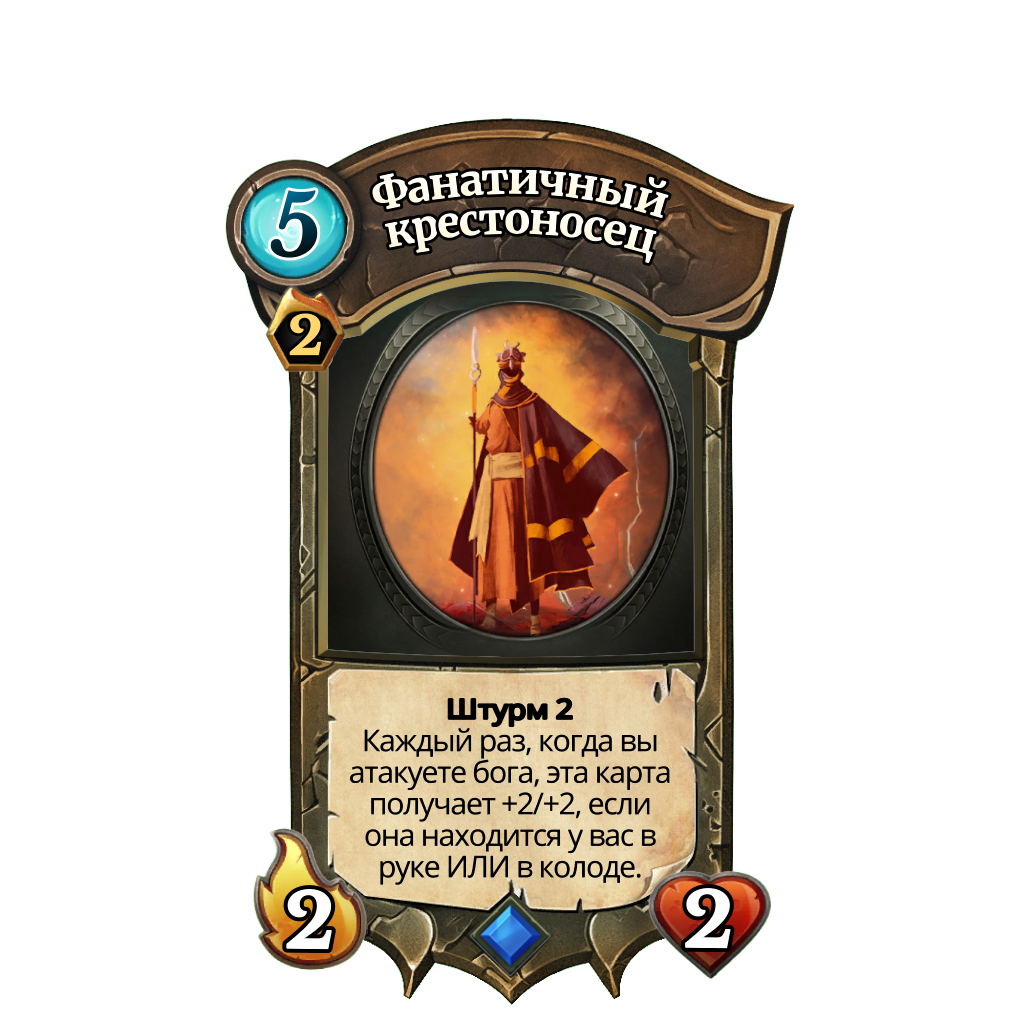 5
Фанатичный
крестоносец
2
Штурм 2
Каждый раз, когда вы
атакуете бога, эта карта
получает +2/+2, если
она находится у вас в
руке ИЛИ в колоде.
2
2